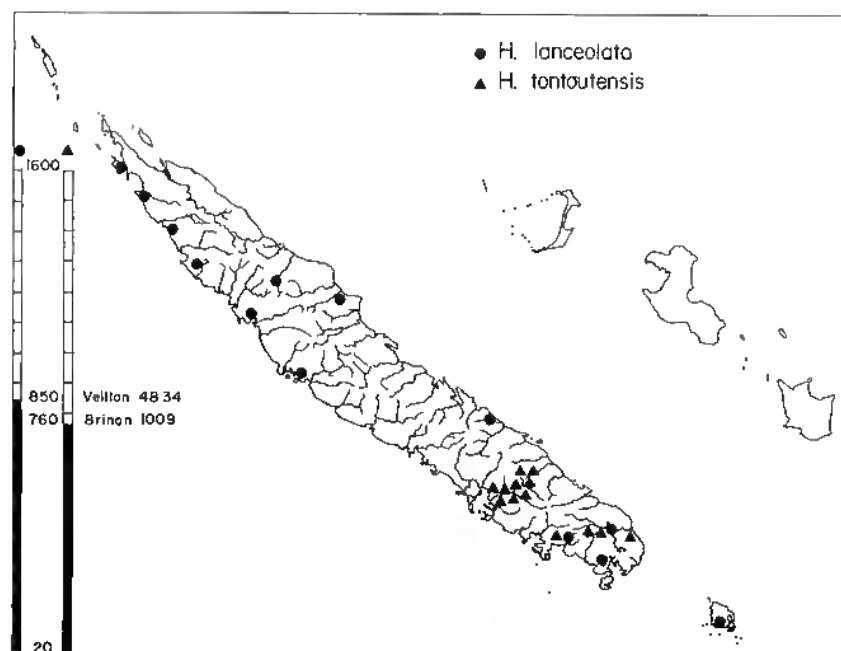 ● H. lanceolata
▲ H. tontoutensis
1600
850 Veillon 4834
760 Brinon 1009
20